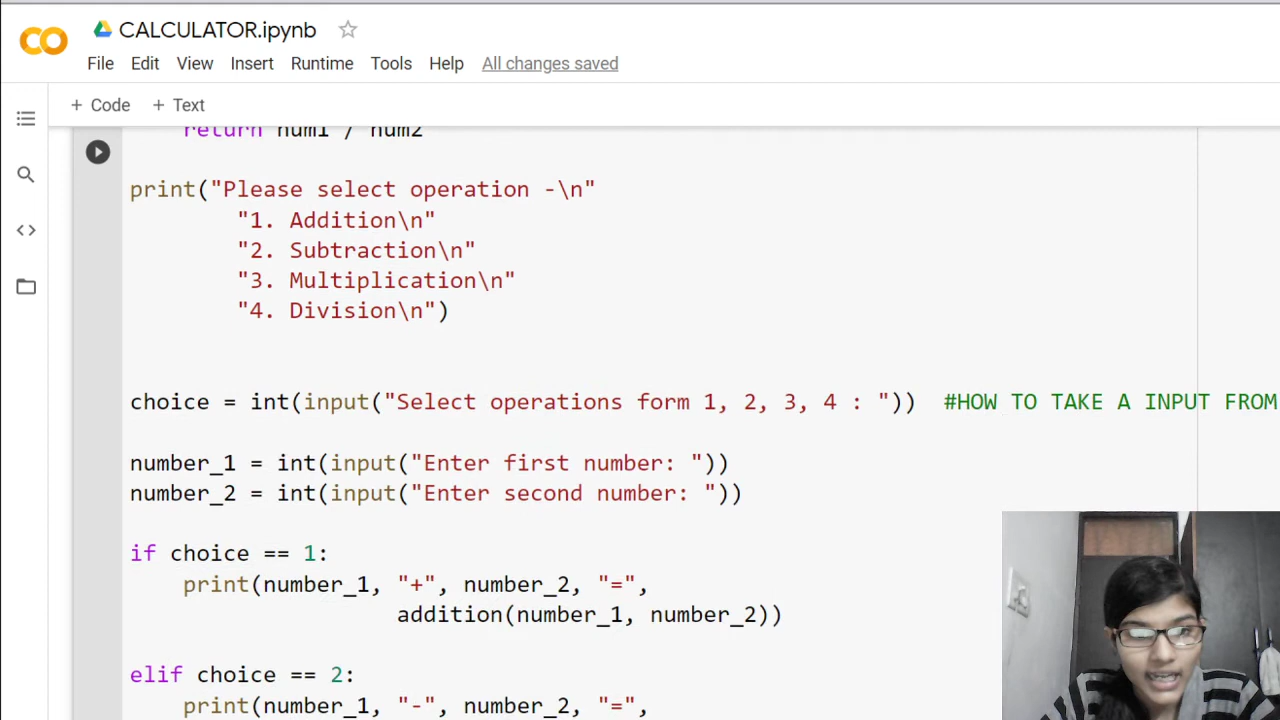 CALCULATOR.ipynb
File Edit View Insert Runtime Tools Help All changes saved
+ Code + Text
return num1 / num2
print("Please select operation -\n"
"1. Addition\n"
"2. Subtraction\n"
"3. Multiplication\n"
"4. Division\n")
choice = int(input("Select operations form 1, 2, 3, 4 : ")) #HOW TO TAKE A INPUT FROM
number_1 = int(input("Enter first number: "))
number_2 = int(input("Enter second number: "))
if choice == 1:
print(number_1, "+", number_2, "=",
addition(number_1, number_2))
elif choice == 2:
print(number_1, "-", number_2, "=",